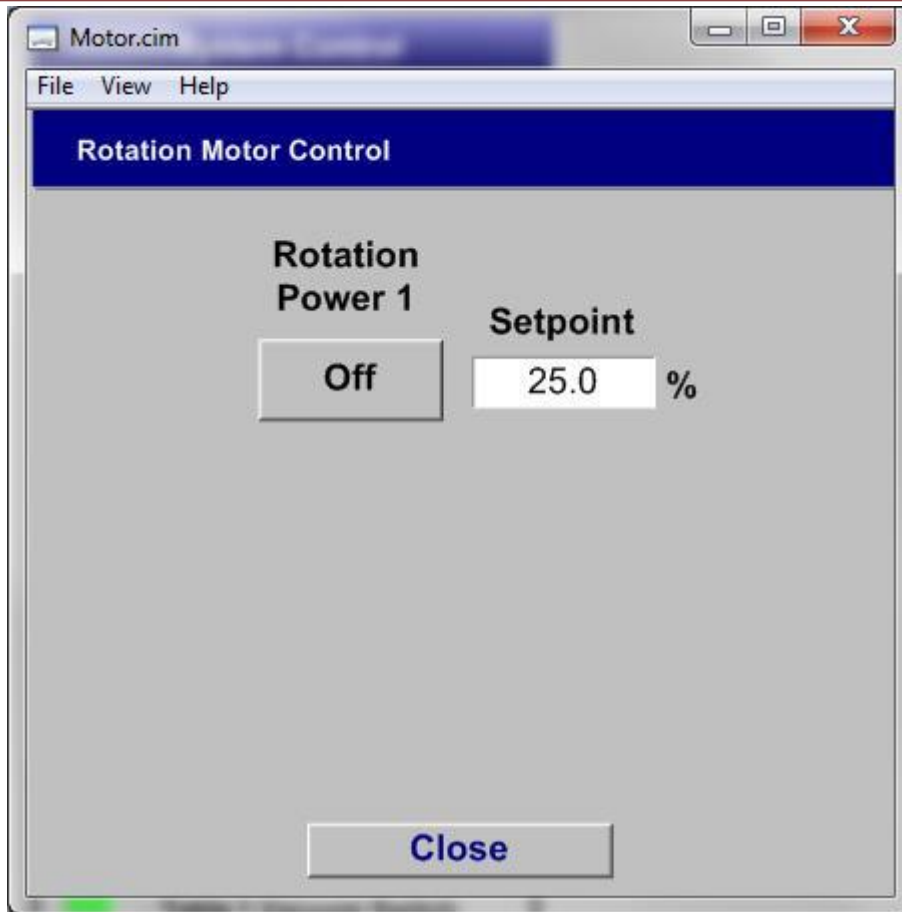 Motor.cim
File View Help
Rotation Motor Control
Rotation
Power 1
Setpoint
Off
25.0
%
Close